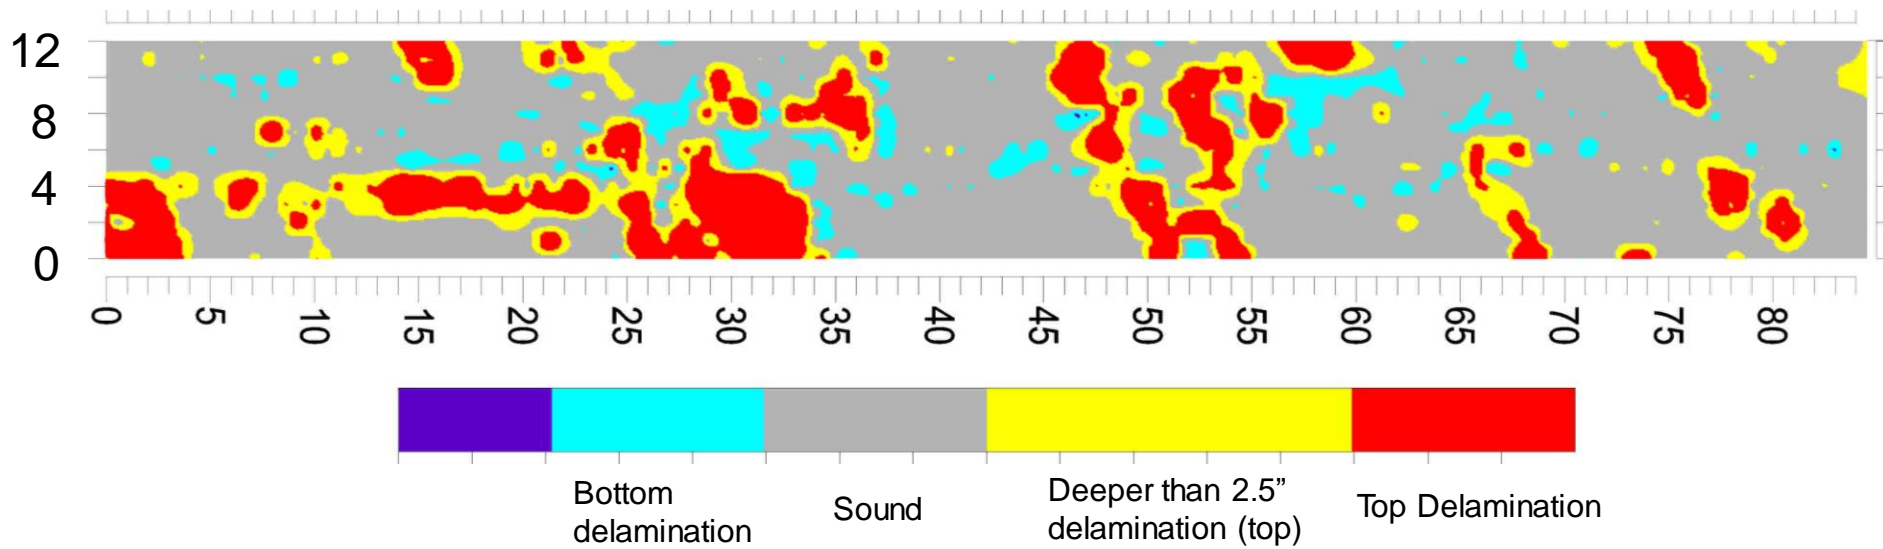 12
8
4
0
0 5 10 15 20 25 30 35 40 45 50 55 60 65 70 75 80
Bottom
delamination
Sound
Deeper than 2.5”
delamination (top)
Top Delamination